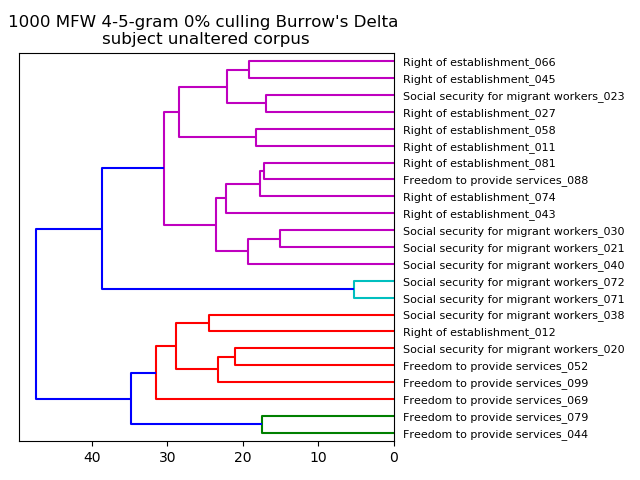 1000 MFW 4-5-gram 0% culling Burrow's Delta
subject unaltered corpus
Right of establishment_066
Right of establishment_045
Social security for migrant workers_023
Right of establishment_027
Right of establishment_058
Right of establishment_011
Right of establishment_081
Freedom to provide services_088
Right of establishment_074
Right of establishment_043
Social security for migrant workers_030
Social security for migrant workers_021
Social security for migrant workers_040
Social security for migrant workers_072
Social security for migrant workers_071
Social security for migrant workers_038
Right of establishment_012
Social security for migrant workers_020
Freedom to provide services_052
Freedom to provide services_099
Freedom to provide services_069
Freedom to provide services_079
Freedom to provide services_044
40 30 20 10 0